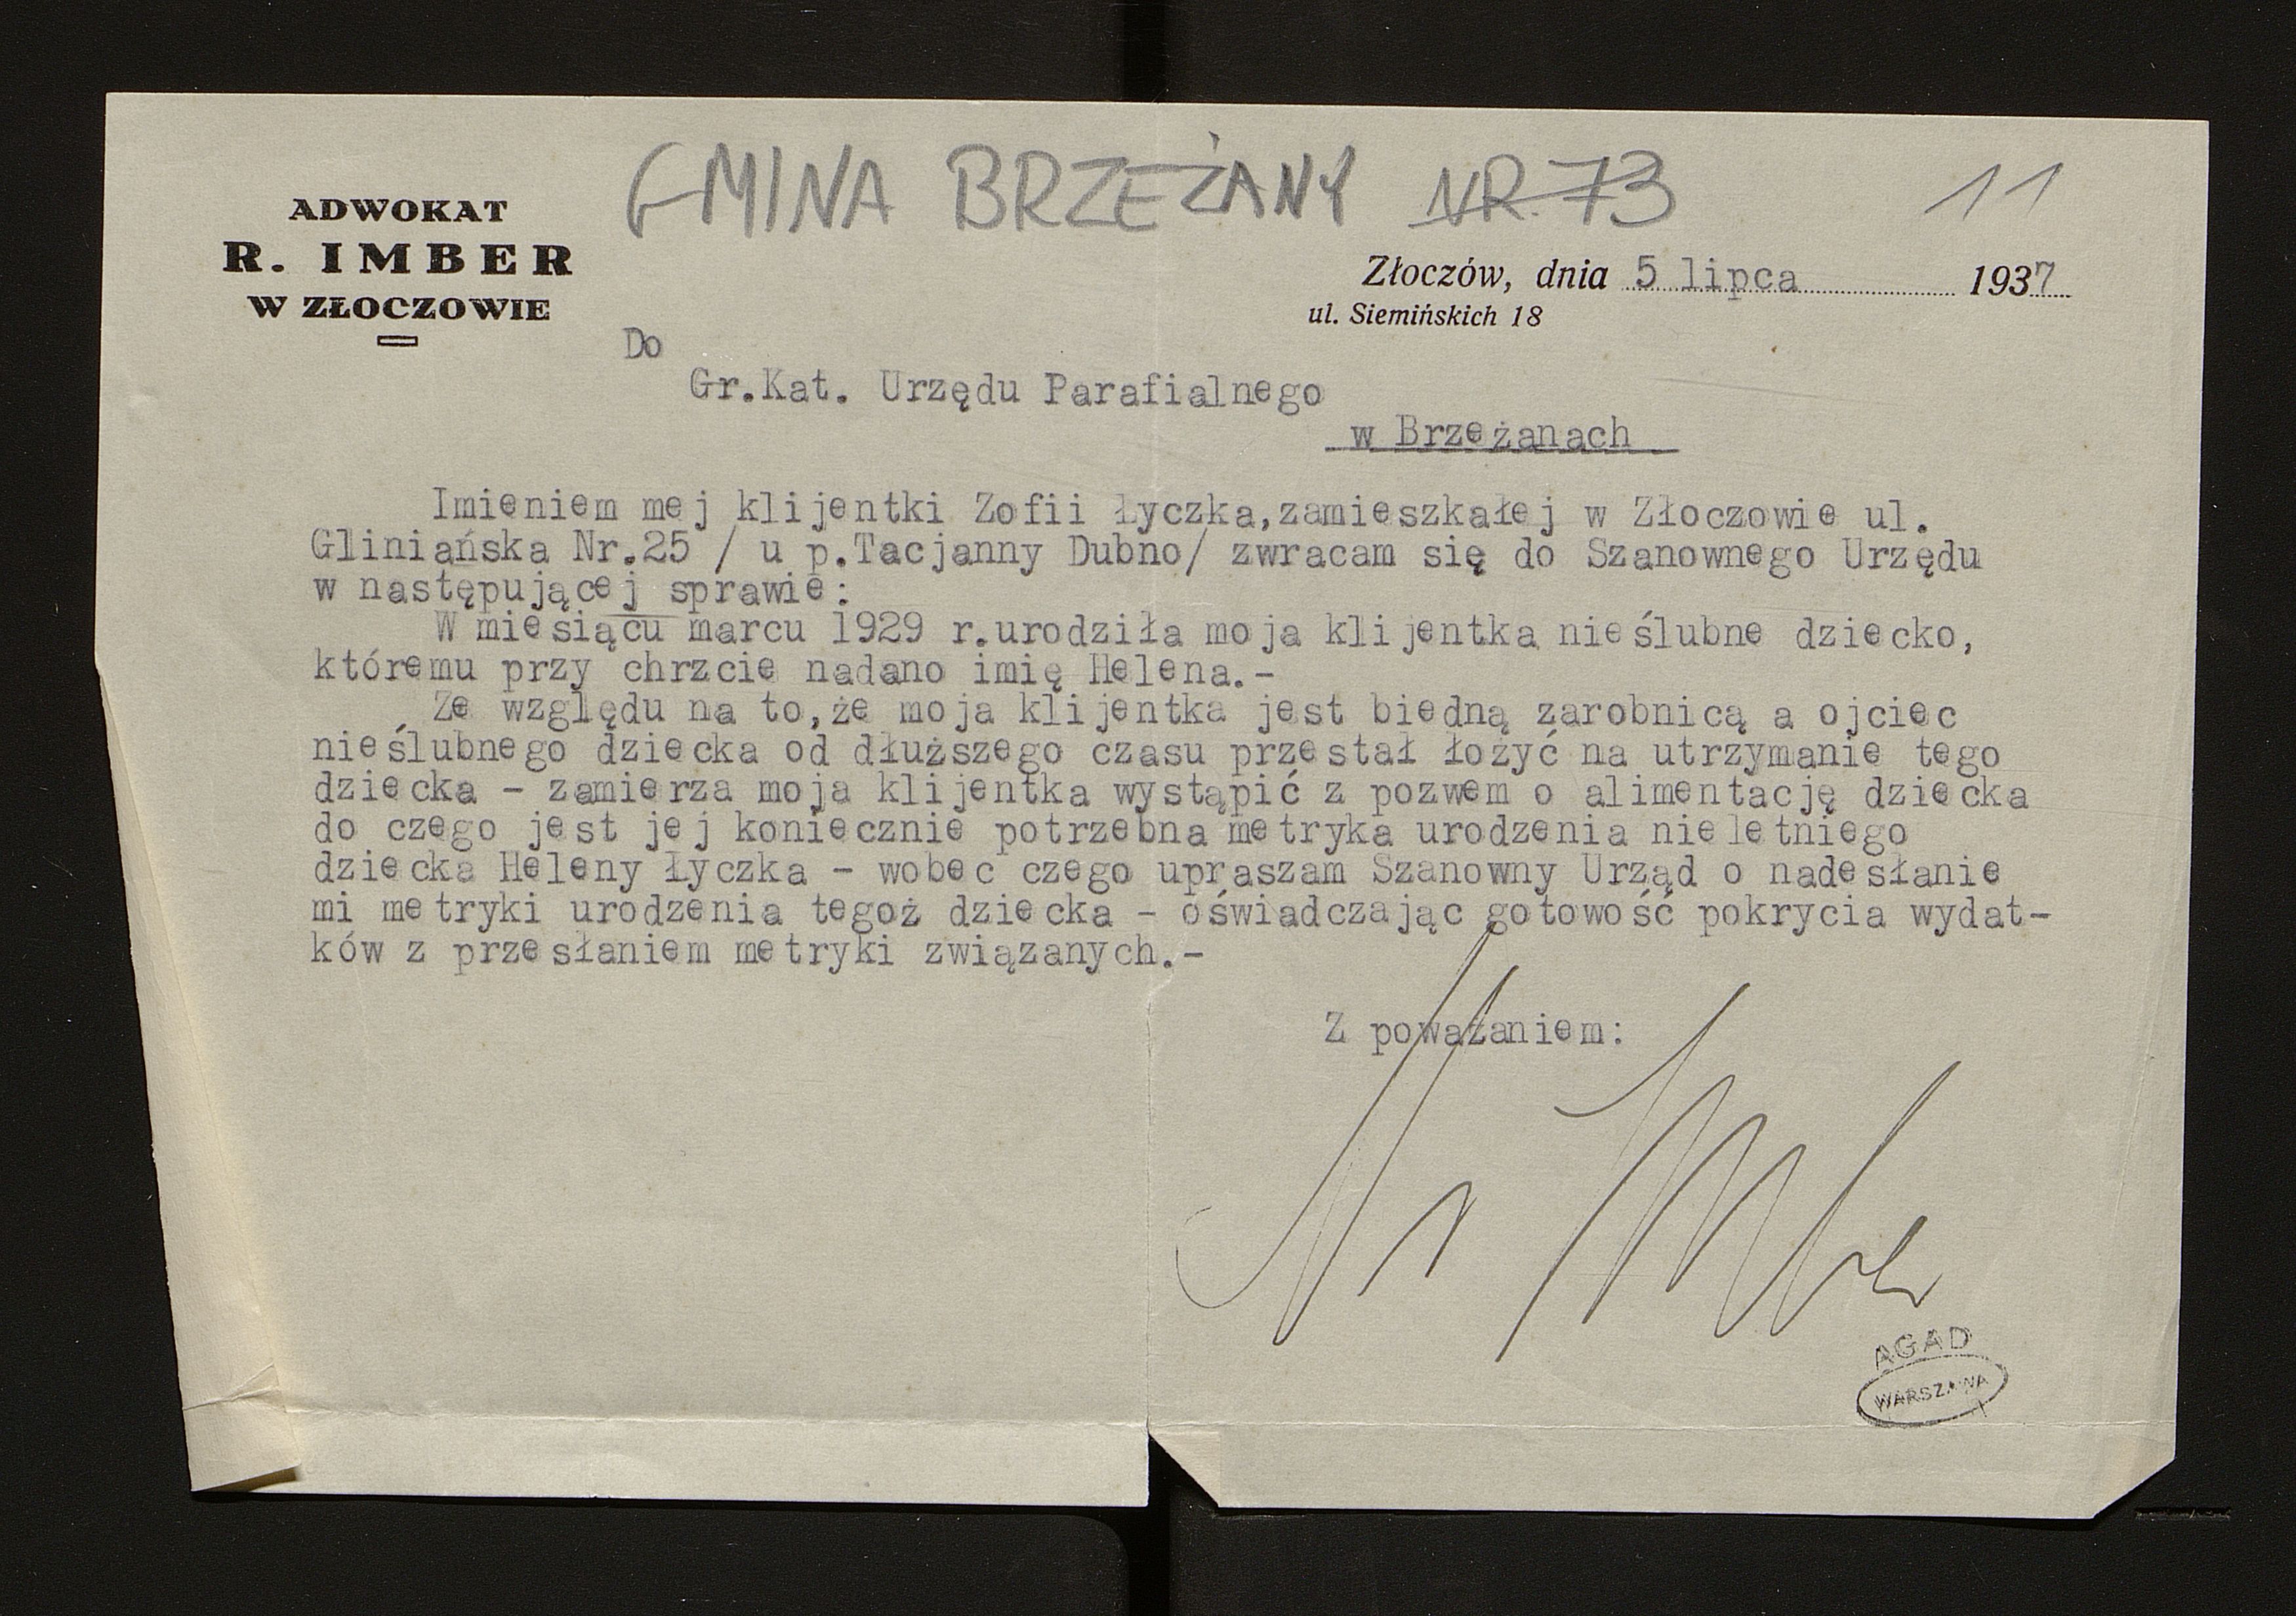 GMINA BRZEŻANY NR. 73
11
ADWOKAT
R. IMBER
W ZŁOCZOWIE
Złoczów, dnia 5 lipca 1937
ul. Siemińskich 18
Do
Gr.Kat. Urzędu Parafialnego
w Brzeżanach
Imieniem mej klijentki Zofii Łyczka,zamieszkałej w Złoczowie ul.
Gliniańska Nr.25 / u p.Tacjanny Dubno/ zwracam się do Szanownego Urzędu
w następującej sprawie:
W miesiącu marcu 1929 r.urodziła moja klijentka nieślubne dziecko,
któremu przy chrzcie nadano imię Helena.-
Ze względu na to,że moja klijentka jest biedną zarobnicą a ojciec
nieślubnego dziecka od dłuższego czasu przestał łożyć na utrzymanie tego
dziecka - zamierza moja klijentka wystąpić z pozwem o alimentację dziecka
do czego jest jej koniecznie potrzebna metryka urodzenia nieletniego
dziecka Heleny Łyczka - wobec czego upraszam Szanowny Urząd o nadesłanie
mi metryki urodzenia tegoż dziecka - oświadczając gotowość pokrycia wydat-
ków z przesłaniem metryki związanych.-
Z poważaniem:
Imber
AGAD
WARSZAWA